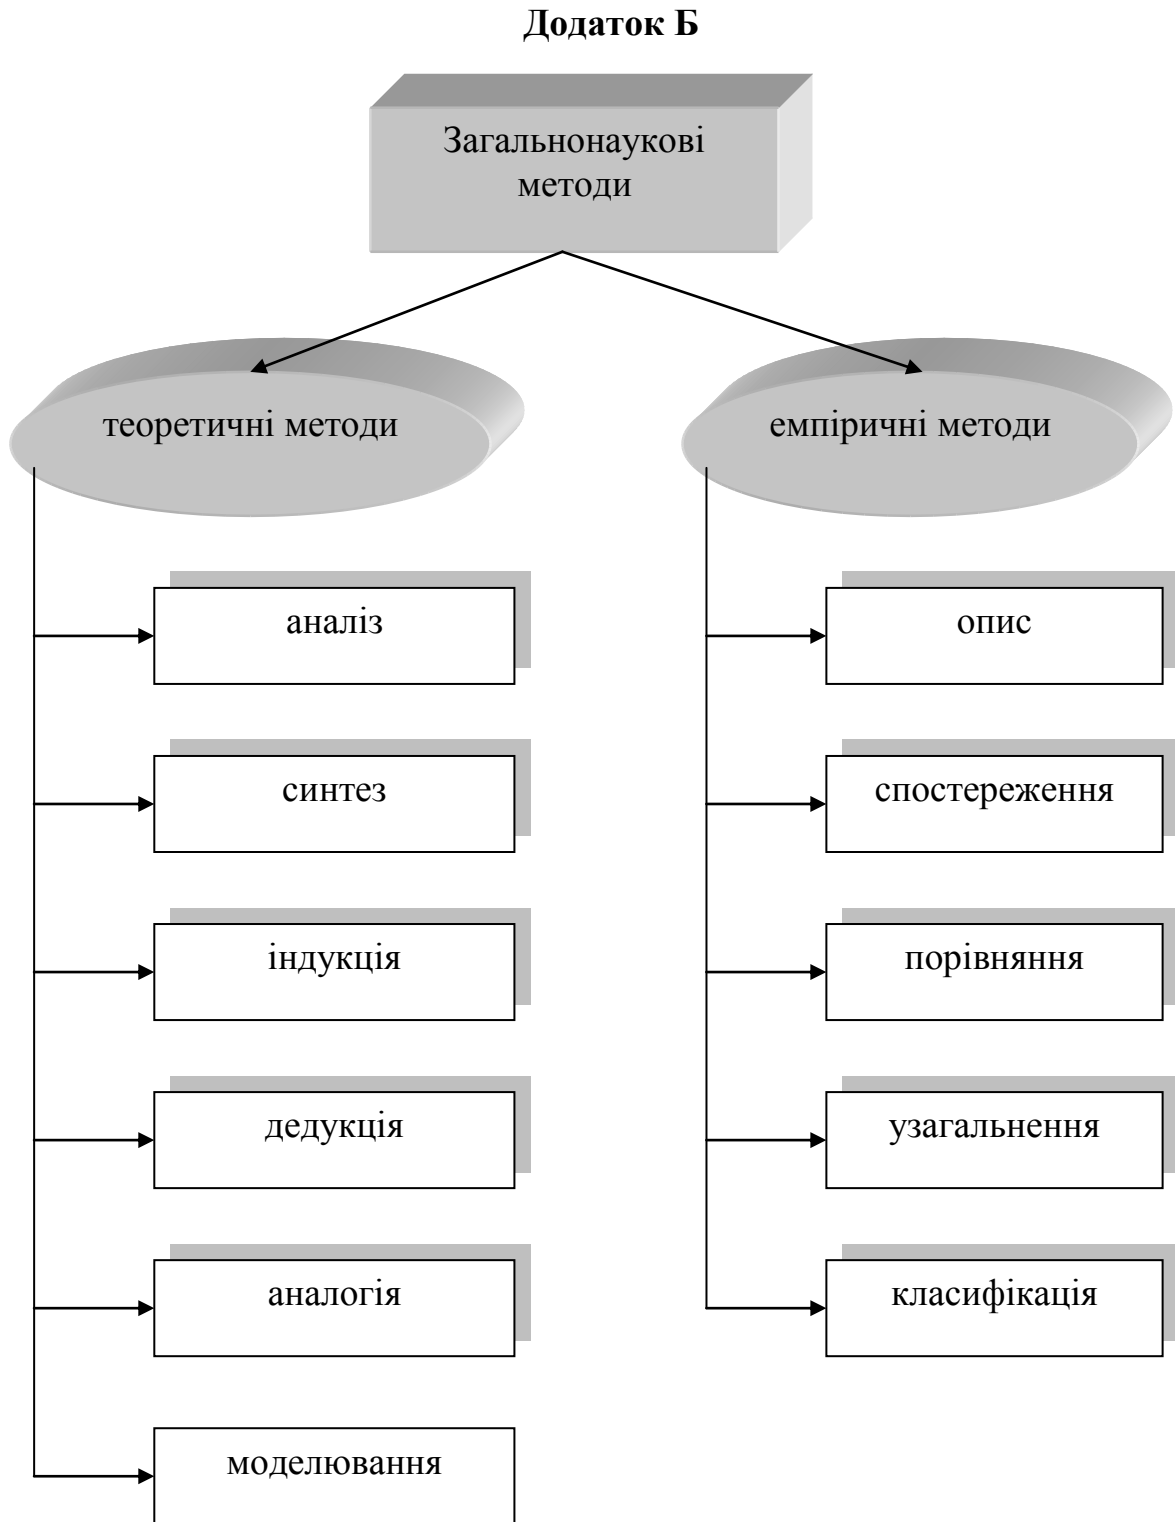 Додаток Б
Загальнонаукові
методи
теоретичні методи
емпіричні методи
аналіз
опис
синтез
спостереження
індукція
порівняння
дедукція
узагальнення
аналогія
класифікація
моделювання